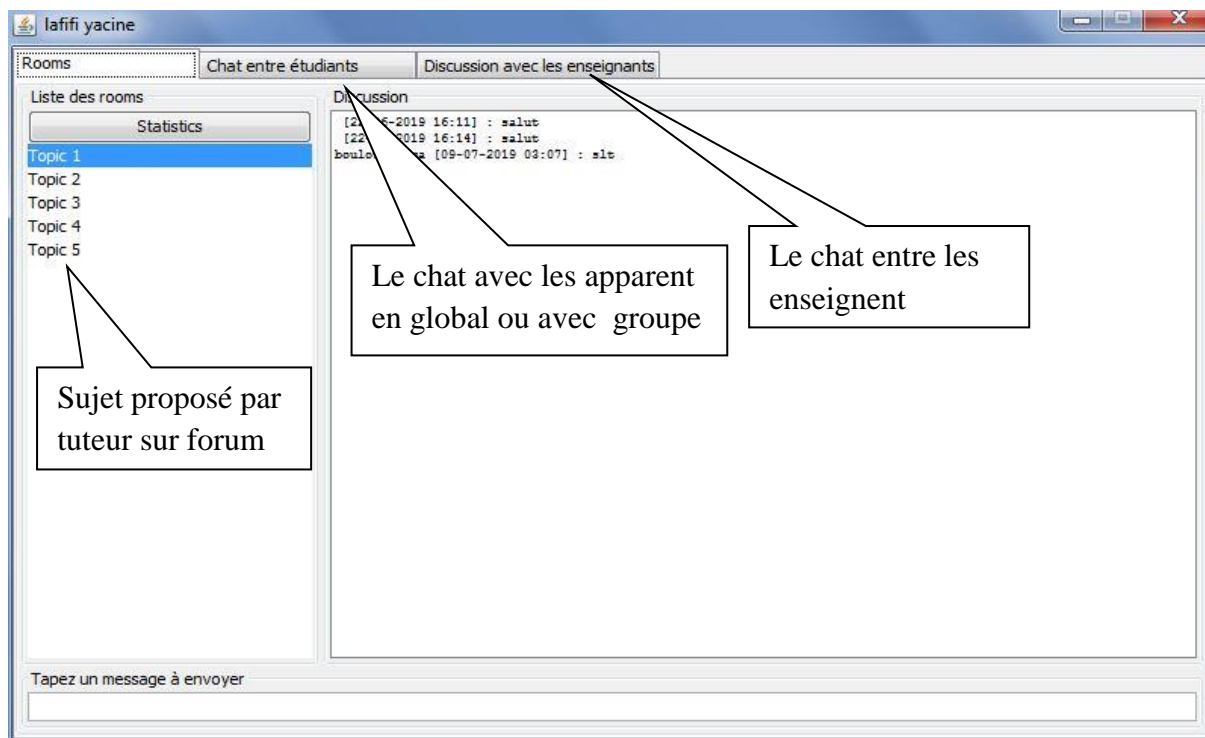 lafifi yacine
Rooms Chat entre étudiants Discussion avec les enseignants
Liste des rooms
Statistics
Topic 1
Topic 2
Topic 3
Topic 4
Topic 5
Discussion
2019 16:11] : salut
2019 16:14] : salut
[09-07-2019 03:07] : slt
Le chat avec les apparent
en global ou avec groupe
Le chat entre les
enseignent
Sujet proposé par
tuteur sur forum
Tapez un message à envoyer